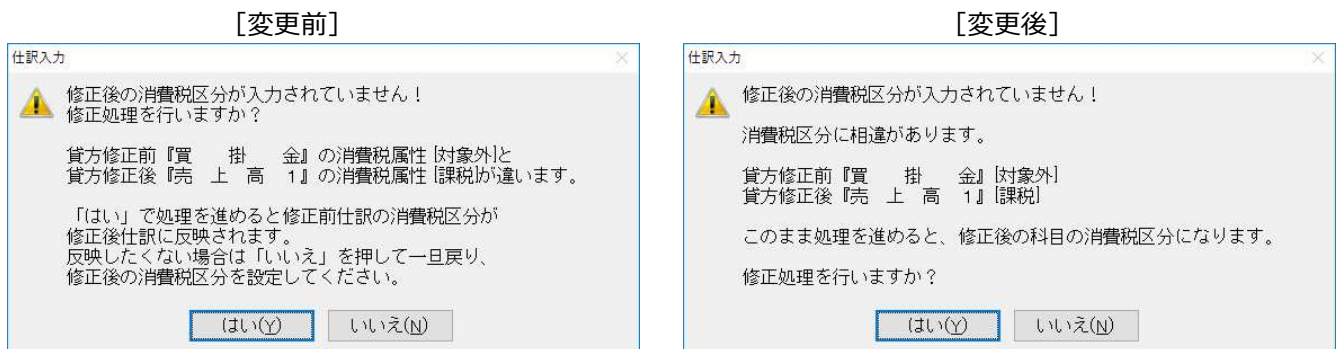 [変更前]
仕訳入力
修正後の消費税区分が入力されていません！
修正処理を行いますか？
貸方修正前『買　掛　金』の消費税属性[対象外]と
貸方修正後『売　上　高　１』の消費税属性[課税]が違います。
「はい」で処理を進めると修正前仕訳の消費税区分が
修正後仕訳に反映されます。
反映したくない場合は「いいえ」を押して一旦戻り、
修正後の消費税区分を設定してください。
はい(Y)
いいえ(N)
[変更後]
仕訳入力
修正後の消費税区分が入力されていません！
消費税区分に相違があります。
貸方修正前『買　掛　金』[対象外]
貸方修正後『売　上　高　１』[課税]
このまま処理を進めると、修正後の科目の消費税区分になります。
修正処理を行いますか？
はい(Y)
いいえ(N)